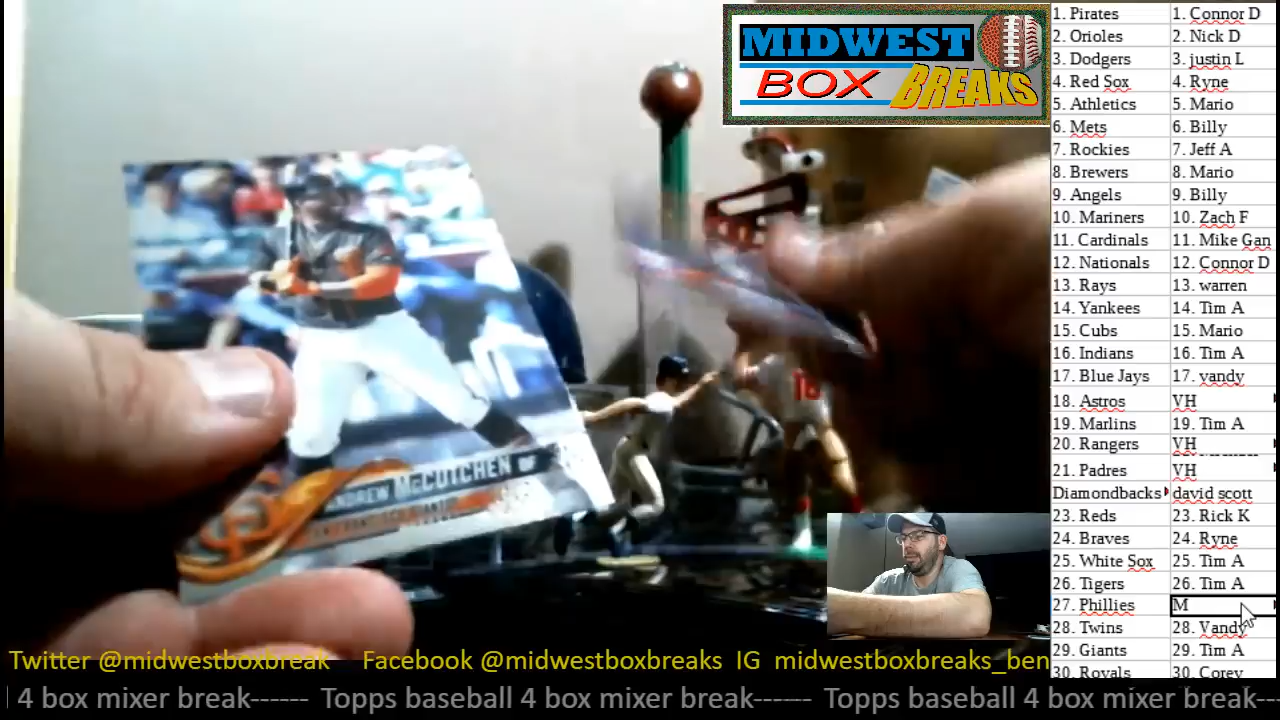 MIDWEST
BOX BREAKS
1. Pirates 1. Connor D
2. Orioles 2. Nick D
3. Dodgers 3. justin L
4. Red Sox 4. Ryne
5. Athletics 5. Mario
6. Mets 6. Billy
7. Rockies 7. Jeff A
8. Brewers 8. Mario
9. Angels 9. Billy
10. Mariners 10. Zach F
11. Cardinals 11. Mike Gan
12. Nationals 12. Connor D
13. Rays 13. warren
14. Yankees 14. Tim A
15. Cubs 15. Mario
16. Indians 16. Tim A
17. Blue Jays 17. vandy
18. Astros VH
19. Marlins 19. Tim A
20. Rangers VH
21. Padres VH
Diamondbacks david scott
23. Reds 23. Rick K
24. Braves 24. Ryne
25. White Sox 25. Tim A
26. Tigers 26. Tim A
27. Phillies M
28. Twins 28. Vandy
29. Giants 29. Tim A
30. Royals 30. Corey
16
ANDREW McCUTCHEN OF
Twitter @midwestboxbreak Facebook @midwestboxbreaks IG midwestboxbreaks_ben
4 box mixer break------ Topps baseball 4 box mixer break------ Topps baseball 4 box mixer break---